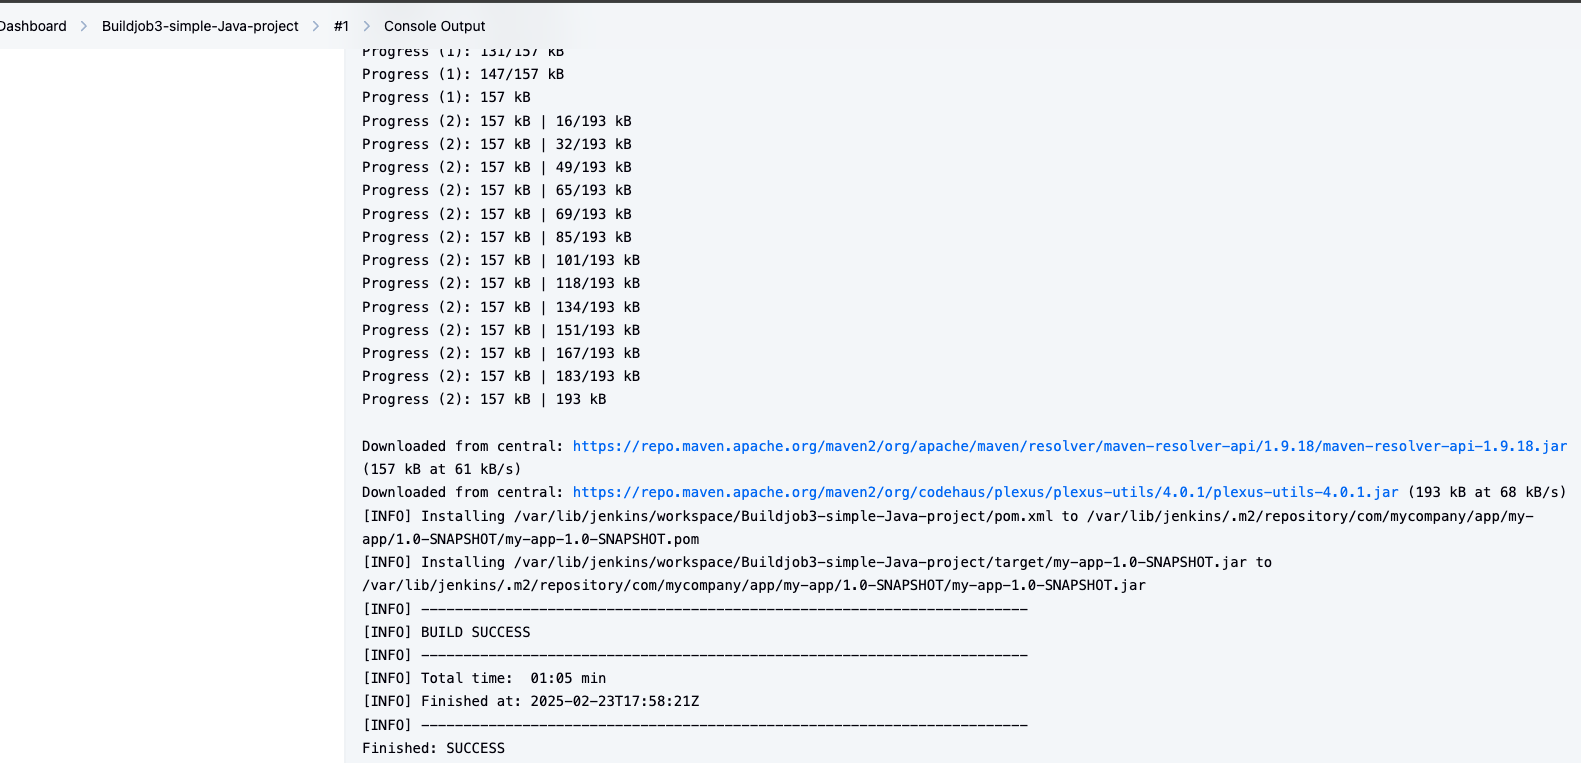 Dashboard > Buildjob3-simple-Java-project > #1 > Console Output
Progress (1): 131/157 kB
Progress (1): 147/157 kB
Progress (1): 157 kB
Progress (2): 157 kB | 16/193 kB
Progress (2): 157 kB | 32/193 kB
Progress (2): 157 kB | 49/193 kB
Progress (2): 157 kB | 65/193 kB
Progress (2): 157 kB | 69/193 kB
Progress (2): 157 kB | 85/193 kB
Progress (2): 157 kB | 101/193 kB
Progress (2): 157 kB | 118/193 kB
Progress (2): 157 kB | 134/193 kB
Progress (2): 157 kB | 151/193 kB
Progress (2): 157 kB | 167/193 kB
Progress (2): 157 kB | 183/193 kB
Progress (2): 157 kB | 193 kB
Downloaded from central: https://repo.maven.apache.org/maven2/org/apache/maven/resolver/maven-resolver-api/1.9.18/maven-resolver-api-1.9.18.jar
(157 kB at 61 kB/s)
Downloaded from central: https://repo.maven.apache.org/maven2/org/codehaus/plexus/plexus-utils/4.0.1/plexus-utils-4.0.1.jar (193 kB at 68 kB/s)
[INFO] Installing /var/lib/jenkins/workspace/Buildjob3-simple-Java-project/pom.xml to /var/lib/jenkins/.m2/repository/com/mycompany/app/my-
app/1.0-SNAPSHOT/my-app-1.0-SNAPSHOT.pom
[INFO] Installing /var/lib/jenkins/workspace/Buildjob3-simple-Java-project/target/my-app-1.0-SNAPSHOT.jar to
/var/lib/jenkins/.m2/repository/com/mycompany/app/my-app/1.0-SNAPSHOT/my-app-1.0-SNAPSHOT.jar
[INFO] ------------------------------------------------------------------------
[INFO] BUILD SUCCESS
[INFO] ------------------------------------------------------------------------
[INFO] Total time:  01:05 min
[INFO] Finished at: 2025-02-23T17:58:21Z
[INFO] ------------------------------------------------------------------------
Finished: SUCCESS